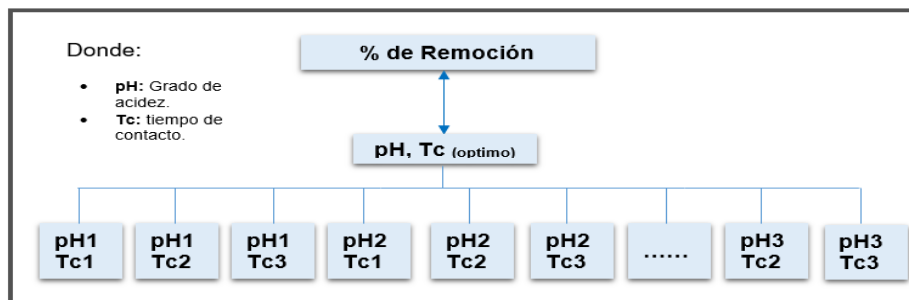 Donde:
• pH: Grado de
acidez.
• Tc: tiempo de
contacto.
% de Remoción
pH, Tc (optimo)
pH1
Tc1
pH1
Tc2
pH1
Tc3
pH2
Tc1
pH2
Tc2
pH2
Tc3
......
pH3
Tc2
pH3
Tc3